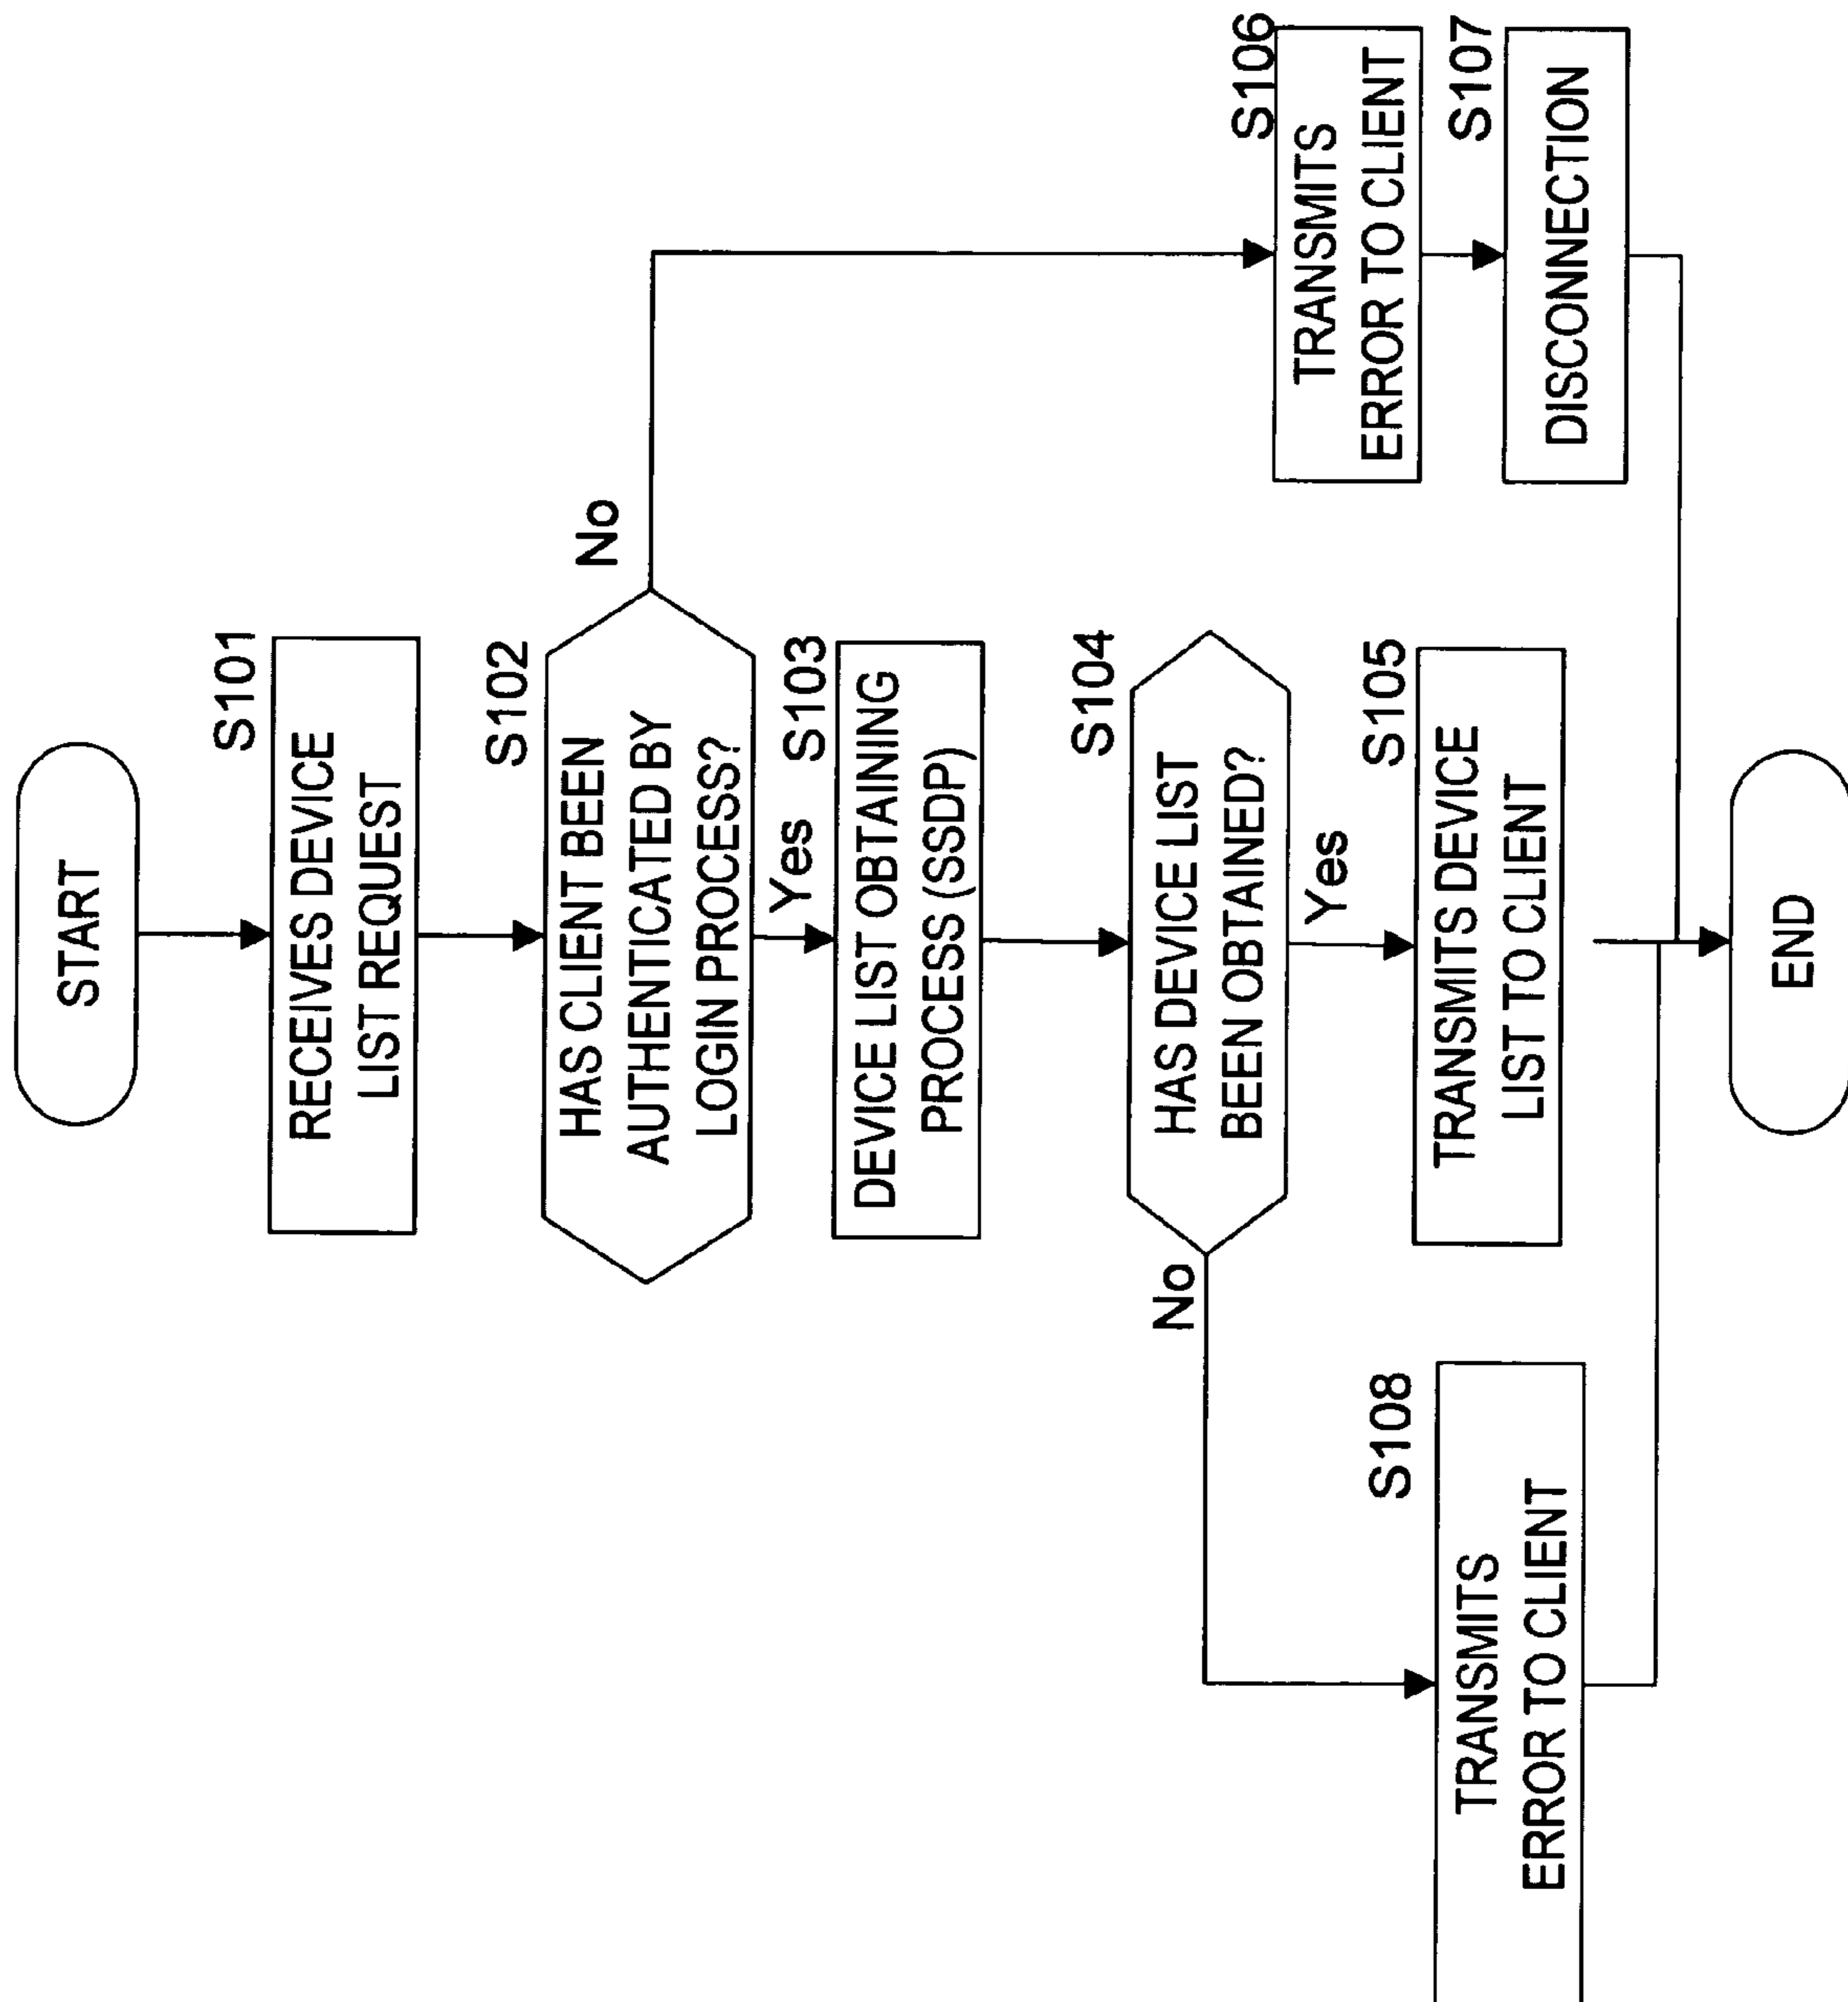 START
S101
RECEIVES DEVICE
LIST REQUEST
S102
HAS CLIENT BEEN
AUTHENTICATED BY
LOGIN PROCESS?
No
Yes
S103
DEVICE LIST OBTAINING
PROCESS (SSDP)
S104
HAS DEVICE LIST
BEEN OBTAINED?
No
Yes
S105
TRANSMITS DEVICE
LIST TO CLIENT
S106
TRANSMITS
ERROR TO CLIENT
S107
DISCONNECTION
S108
TRANSMITS
ERROR TO CLIENT
END